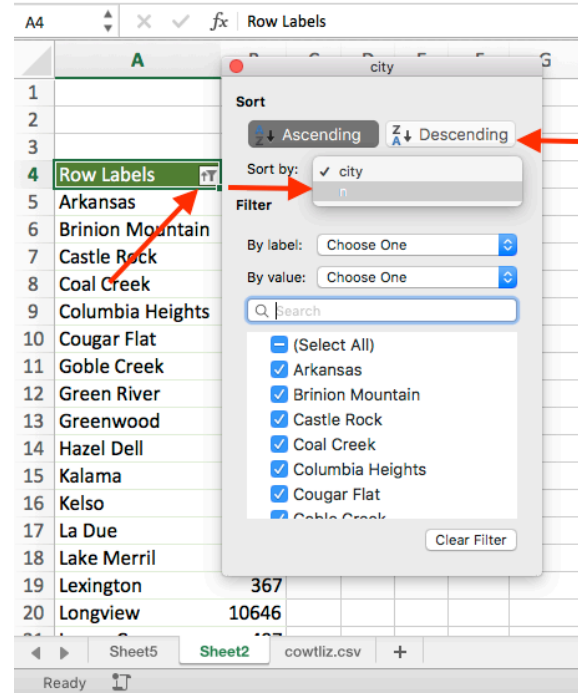 A4 fx Row Labels
A G
city
1
2
3
4 Row Labels
5 Arkansas
6 Brinion Mountain
7 Castle Rock
8 Coal Creek
9 Columbia Heights
10 Cougar Flat
11 Goble Creek
12 Green River
13 Greenwood
14 Hazel Dell
15 Kalama
16 Kelso
17 La Due
18 Lake Merril
19 Lexington 367
20 Longview 10646
Sort
Ascending Descending
Sort by: ✓ city
n
Filter
By label: Choose One
By value: Choose One
Search
(Select All)
Arkansas
Brinion Mountain
Castle Rock
Coal Creek
Columbia Heights
Cougar Flat
Goble Creek
Clear Filter
Sheet5 Sheet2 cowtliz.csv +
Ready